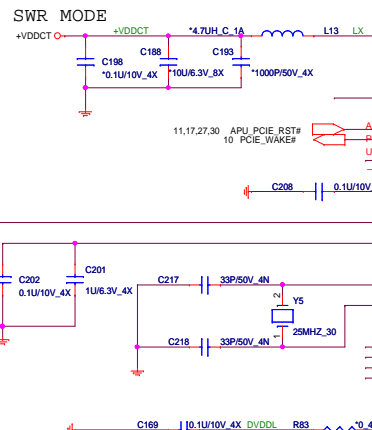 SWR MODE
+VDDCT +VDDCT *4.7UH_C_1A L13 LX
C198 C188 C193
*0.1U/10V_4X *10U/6.3V_8X *1000P/50V_4X
11,17,27,30 APU_PCIE_RST#
10 PCIE_WAKE#
C208 0.1U/10V
C202 C201 C217 33P/50V_4N
0.1U/10V_4X 1U/6.3V_4X
2 Y5
25MHZ_30
1
C218 33P/50V_4N
C169 0.1U/10V_4X DVDDL R83 *0_4